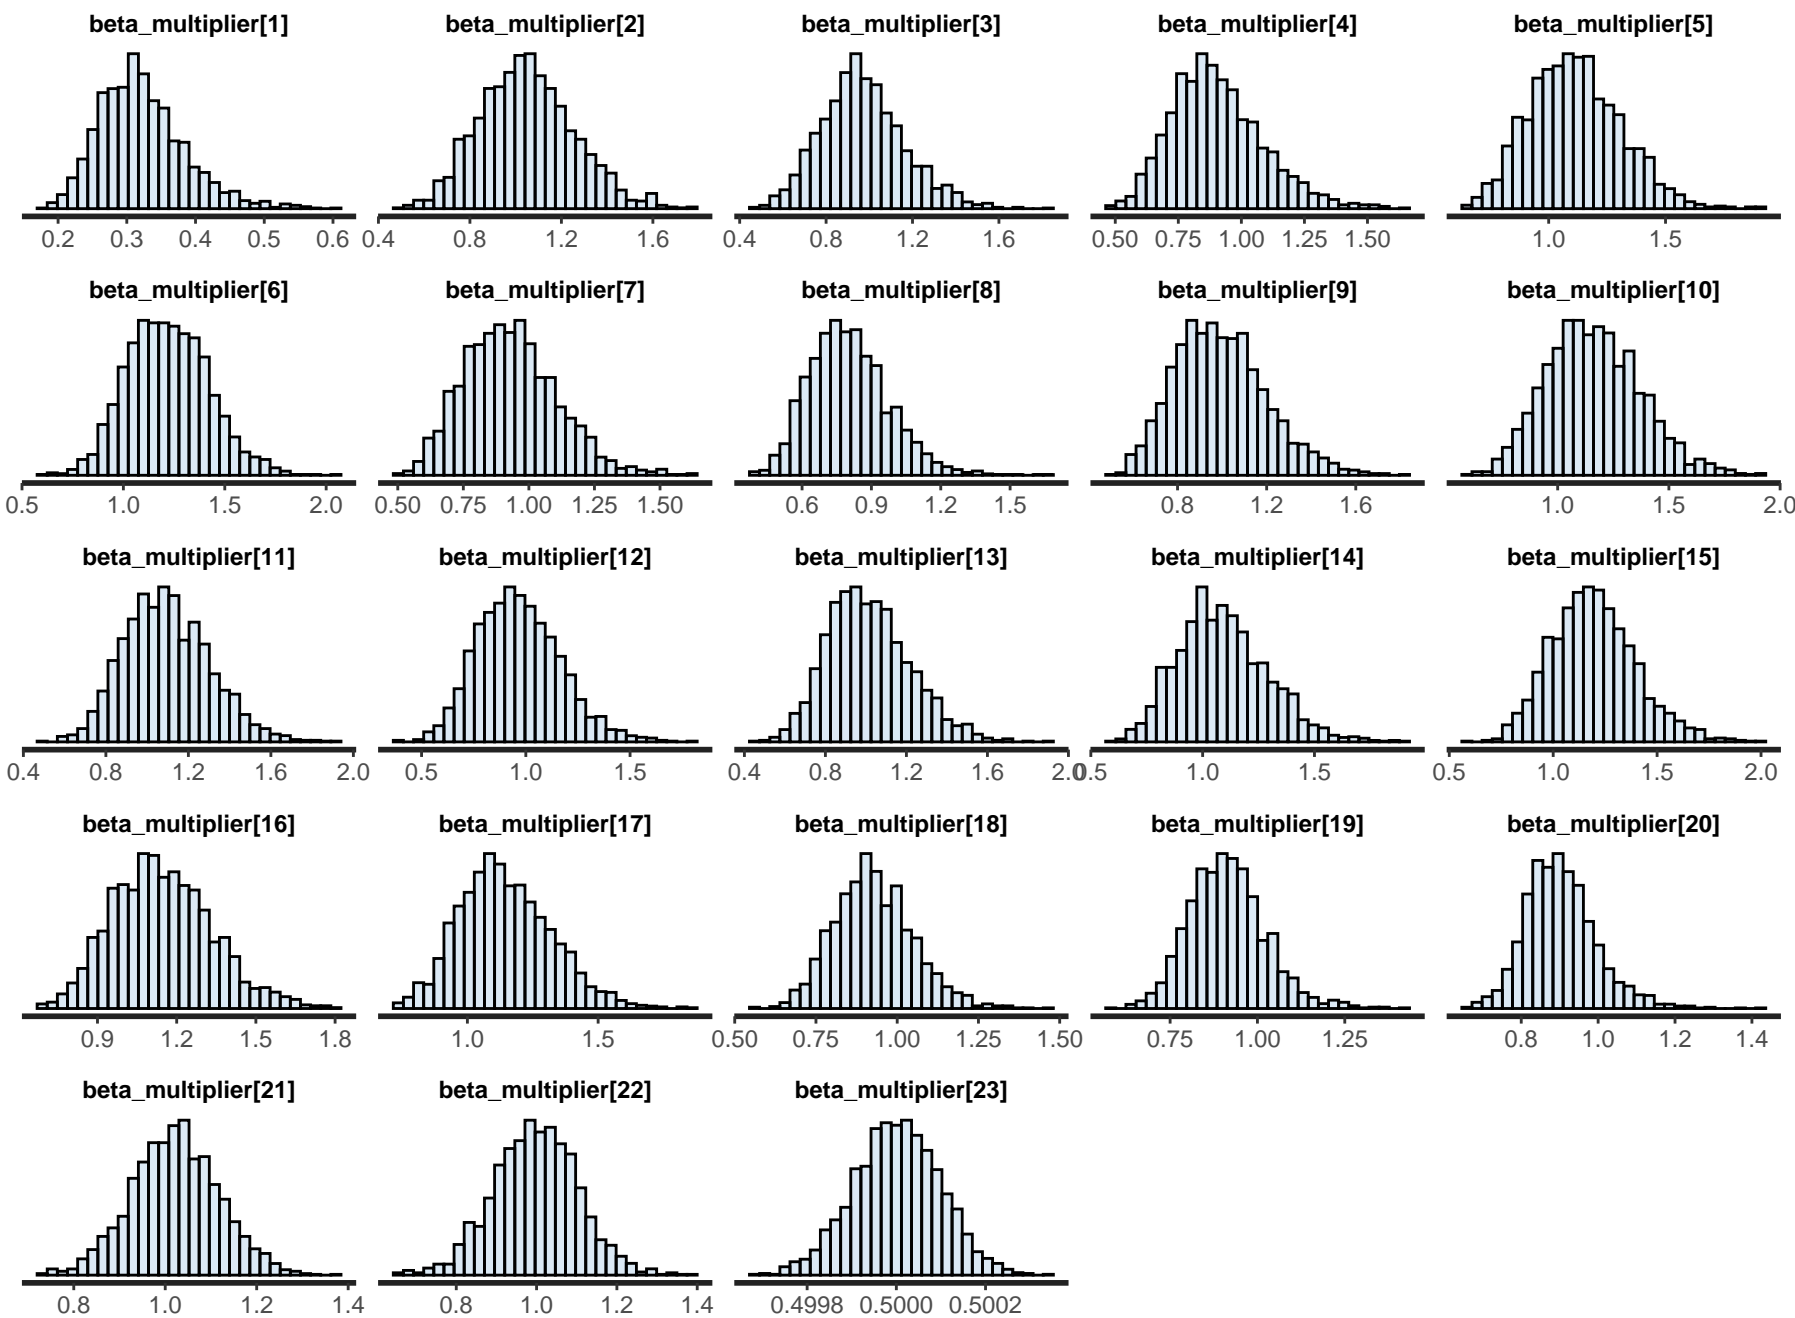 beta_multiplier[1] beta_multiplier[2] beta_multiplier[3] beta_multiplier[4] beta_multiplier[5]
0.2 0.3 0.4 0.5 0.6 0.4 0.8 1.2 1.6 0.4 0.8 1.2 1.6 0.50 0.75 1.00 1.25 1.50 1.0 1.5
beta_multiplier[6] beta_multiplier[7] beta_multiplier[8] beta_multiplier[9] beta_multiplier[10]
0.5 1.0 1.5 2.0 0.50 0.75 1.00 1.25 1.50 0.6 0.9 1.2 1.5 0.8 1.2 1.6 1.0 1.5 2.0
beta_multiplier[11] beta_multiplier[12] beta_multiplier[13] beta_multiplier[14] beta_multiplier[15]
0.4 0.8 1.2 1.6 2.0 0.5 1.0 1.5 0.4 0.8 1.2 1.6 2.0 0.5 1.0 1.5 0.5 1.0 1.5 2.0
beta_multiplier[16] beta_multiplier[17] beta_multiplier[18] beta_multiplier[19] beta_multiplier[20]
0.9 1.2 1.5 1.8 1.0 1.5 0.50 0.75 1.00 1.25 1.50 0.75 1.00 1.25 0.8 1.0 1.2 1.4
beta_multiplier[21] beta_multiplier[22] beta_multiplier[23]
0.8 1.0 1.2 1.4 0.8 1.0 1.2 1.4 0.4998 0.5000 0.5002